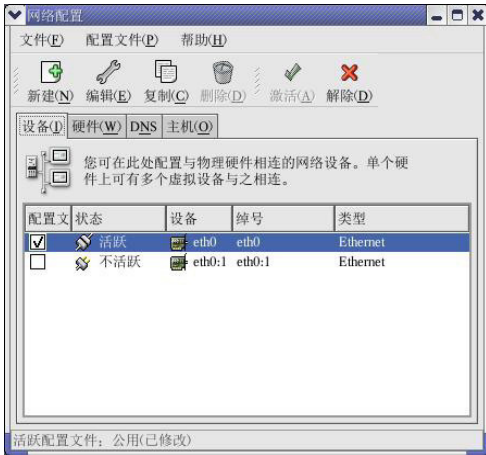 网络配置
文件(F) 配置文件(P) 帮助(H)
新建(N) 编辑(E) 复制(C) 删除(D) 激活(A) 解除(D)
设备(I) 硬件(W) DNS 主机(O)
您可在此处配置与物理硬件相连的网络设备。单个硬
件上可有多个虚拟设备与之相连。
配置文 状态 设备 绰号 类型
活跃 eth0 eth0 Ethernet
不活跃 eth0:1 eth0:1 Ethernet
活跃配置文件：公用(已修改)